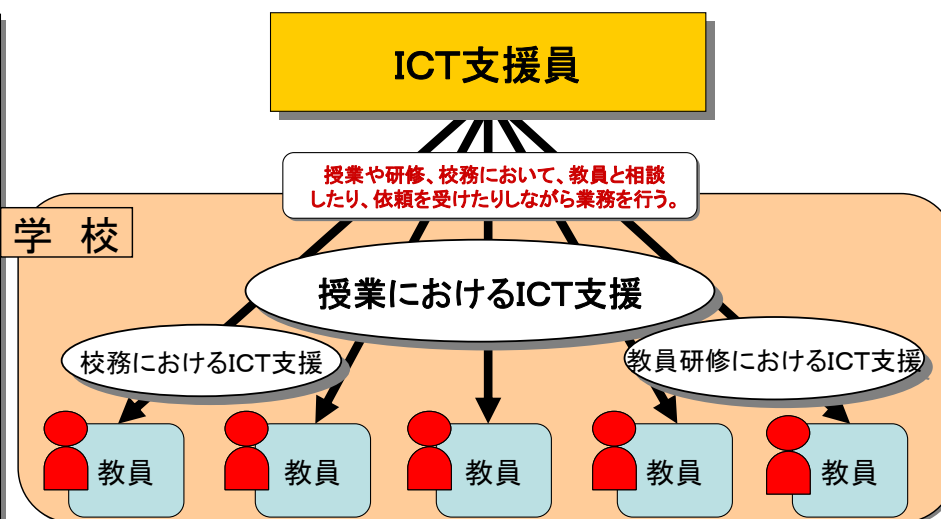 ICT支援員
授業や研修、校務において、教員と相談
したり、依頼を受けたりしながら業務を行う。
学 校
授業におけるICT支援
校務におけるICT支援
教員研修におけるICT支援
教員
教員
教員
教員
教員